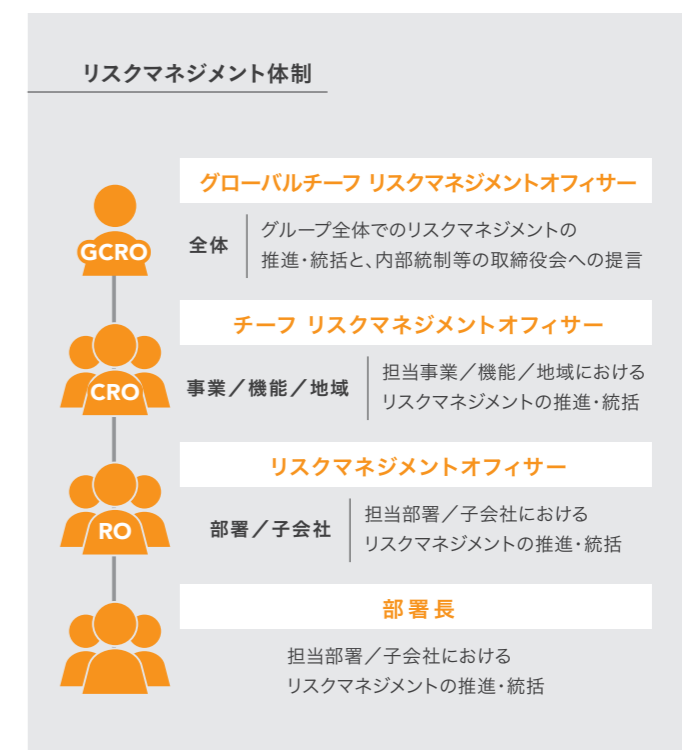 リスクマネジメント体制
グローバルチーフ リスクマネジメントオフィサー
GCRO
全体
グループ全体でのリスクマネジメントの
推進・統括と、内部統制等の取締役会への提言
チーフ リスクマネジメントオフィサー
CRO
事業／機能／地域
担当事業／機能／地域における
リスクマネジメントの推進・統括
リスクマネジメントオフィサー
RO
部署／子会社
担当部署／子会社における
リスクマネジメントの推進・統括
部署長
担当部署／子会社における
リスクマネジメントの推進・統括